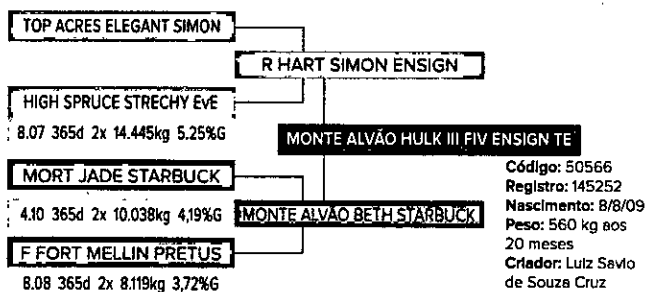 TOP ACRES ELEGANT SIMON
R HART SIMON ENSIGN
HIGH SPRUCE STRECHY EvE
8.07 365d 2x 14.445kg 5.25%G
MONTE ALVÃO HULK III FIV ENSIGN TE
MORT JADE STARBUCK
4.10 365d 2x 10.038kg 4,19%G
MONTE ALVÃO BETH STARBUCK
F FORT MELLIN PRETUS
8.08 365d 2x 8.119kg 3,72%G
Código: 50566
Registro: 145252
Nascimento: 8/8/09
Peso: 560 kg aos
20 meses
Criador: Luiz Savio
de Souza Cruz